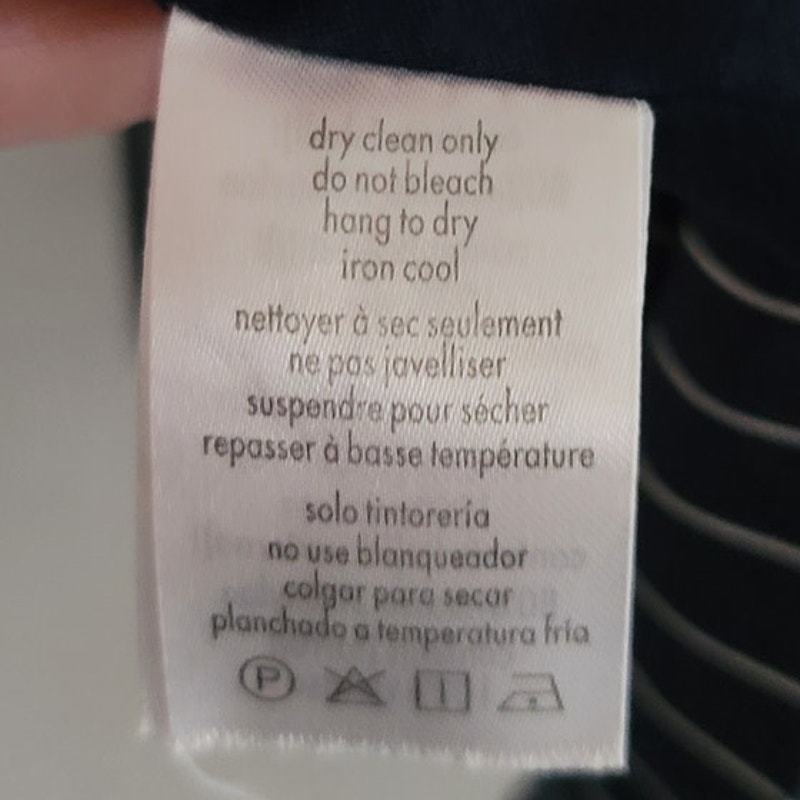 dry clean only
do not bleach
hang to dry
iron cool
nettoyer à sec seulement
ne pas javelliser
suspendre pour sécher
repasser à basse température
solo tintorería
no use blanqueador
colgar para secar
planchado a temperatura fría
P